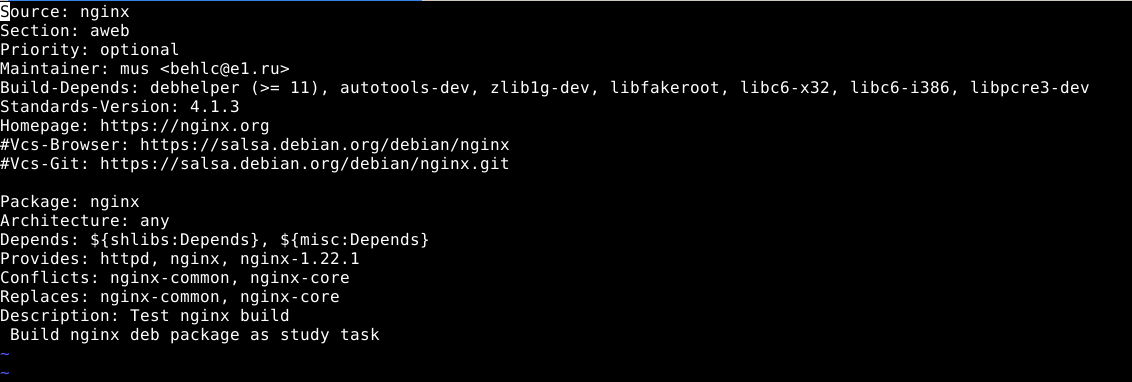 Source: nginx
Section: aweb
Priority: optional
Maintainer: mus <behlc@e1.ru>
Build-Depends: debhelper (>= 11), autotools-dev, zlib1g-dev, libfakeroot, libc6-x32, libc6-i386, libpcre3-dev
Standards-Version: 4.1.3
Homepage: https://nginx.org
#Vcs-Browser: https://salsa.debian.org/debian/nginx
#Vcs-Git: https://salsa.debian.org/debian/nginx.git

Package: nginx
Architecture: any
Depends: ${shlibs:Depends}, ${misc:Depends}
Provides: httpd, nginx, nginx-1.22.1
Conflicts: nginx-common, nginx-core
Replaces: nginx-common, nginx-core
Description: Test nginx build
 Build nginx deb package as study task
~
~